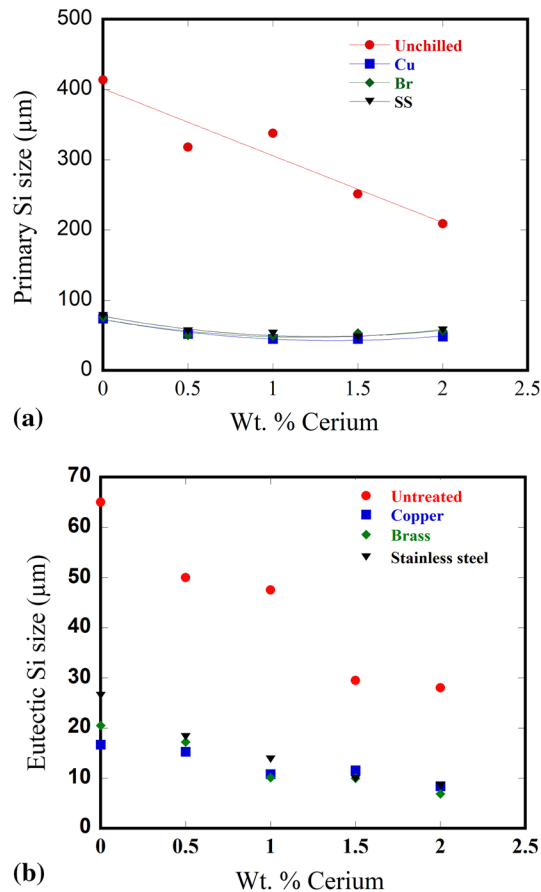 500
400
300
200
100
0
Primary Si size (µm)
Unchilled
Cu
Br
SS
0 0.5 1 1.5 2 2.5
Wt. % Cerium
(a)
70
60
50
40
30
20
10
0
Eutectic Si size (µm)
Untreated
Copper
Brass
Stainless steel
0 0.5 1 1.5 2 2.5
Wt. % Cerium
(b)